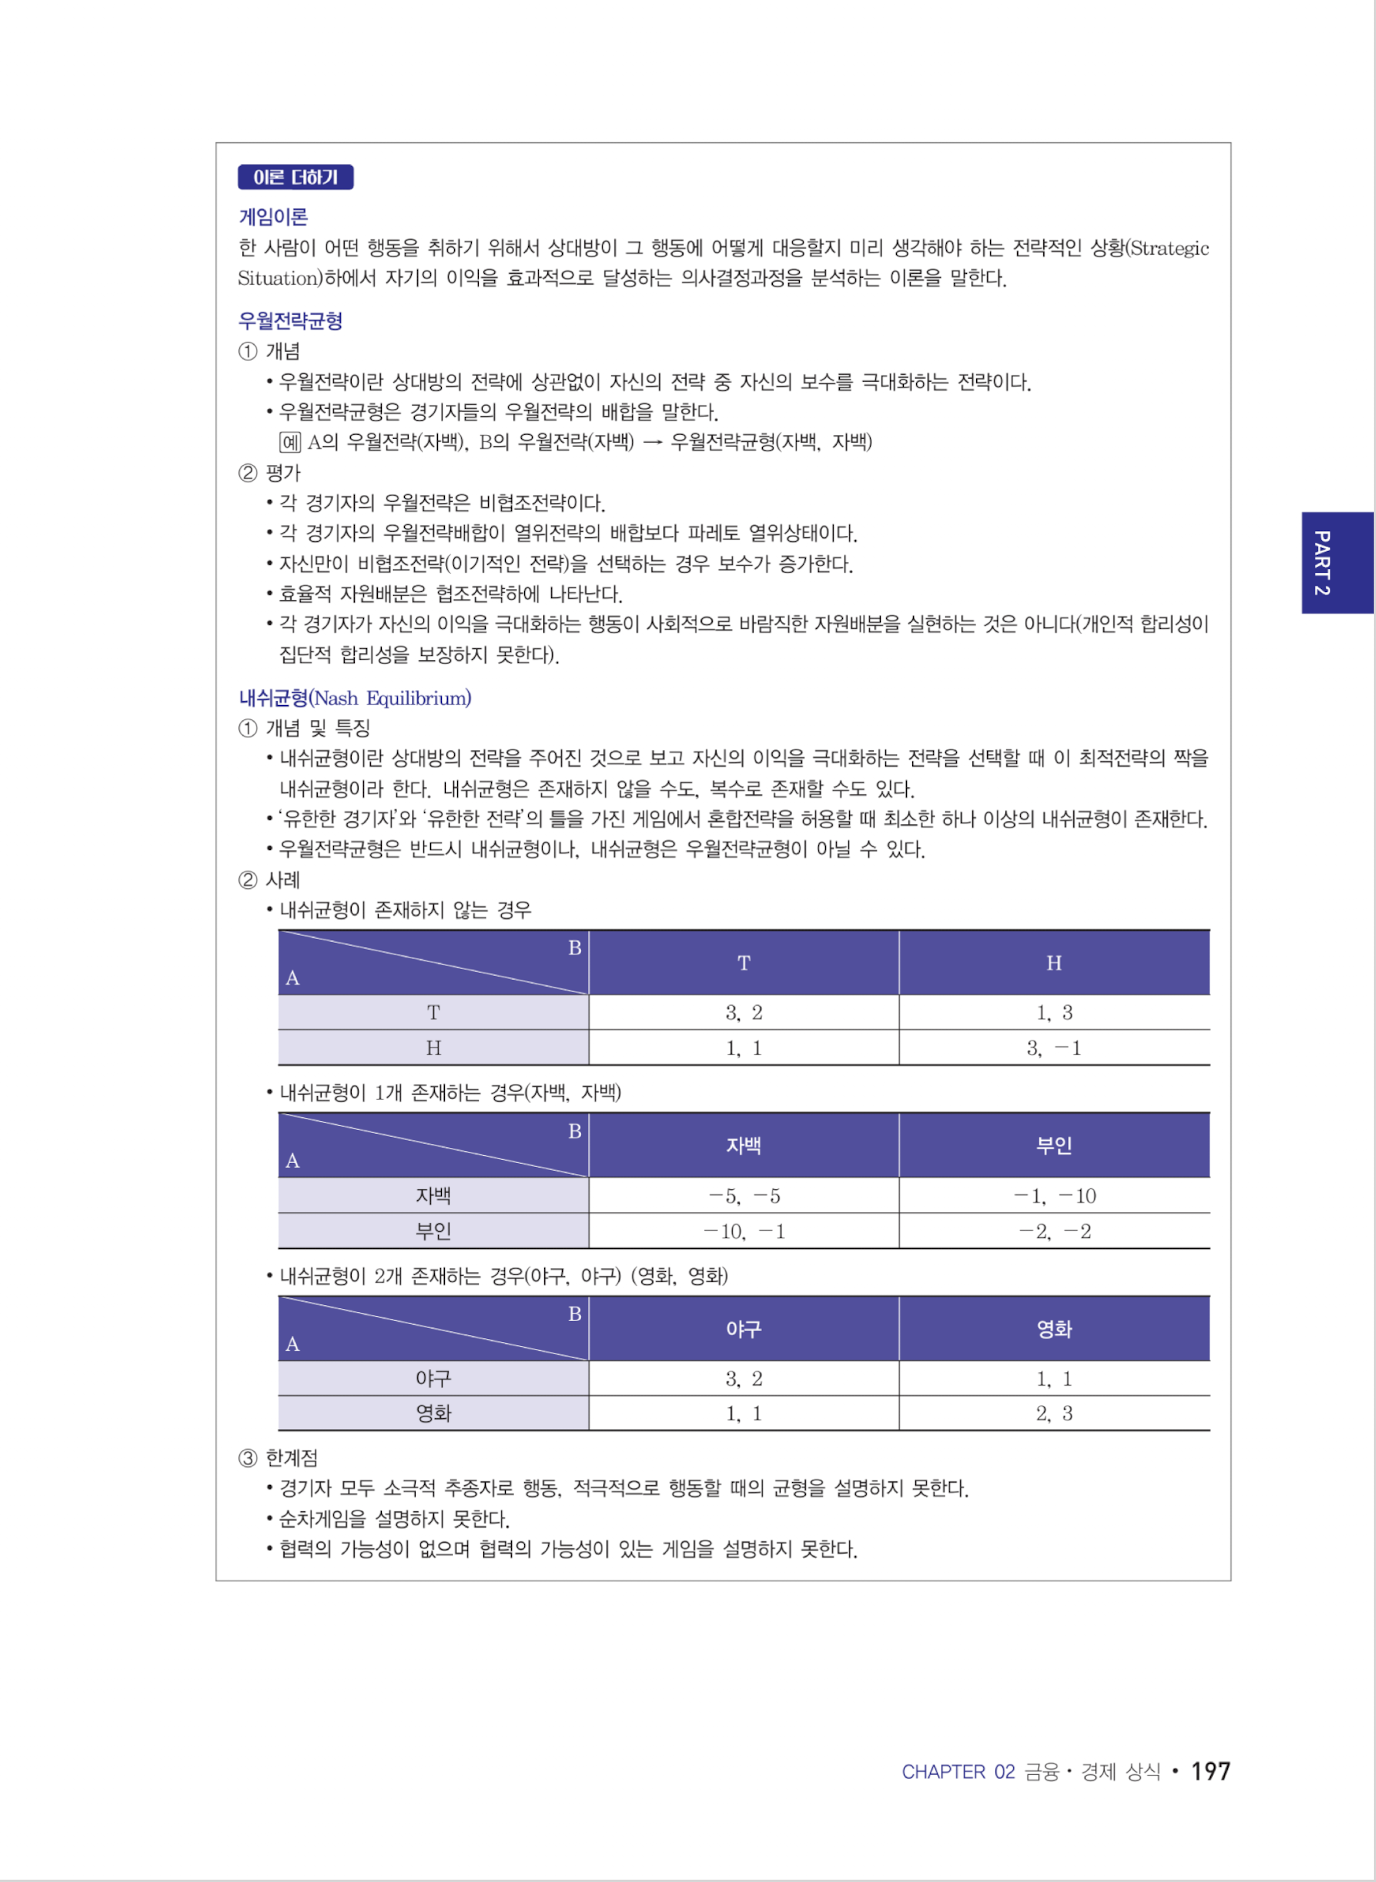 이론 더하기
게임이론
한 사람이 어떤 행동을 취하기 위해서 상대방이 그 행동에 어떻게 대응할지 미리 생각해야 하는 전략적인 상황(Strategic
Situation)하에서 자기의 이익을 효과적으로 달성하는 의사결정과정을 분석하는 이론을 말한다.
우월전략균형
① 개념
• 우월전략이란 상대방의 전략에 상관없이 자신의 전략 중 자신의 보수를 극대화하는 전략이다.
• 우월전략균형은 경기자들의 우월전략의 배합을 말한다.
예 A의 우월전략(자백), B의 우월전략(자백) → 우월전략균형(자백, 자백)
② 평가
• 각 경기자의 우월전략은 비협조전략이다.
• 각 경기자의 우월전략배합이 열위전략의 배합보다 파레토 열위상태이다.
• 자신만이 비협조전략(이기적인 전략)을 선택하는 경우 보수가 증가한다.
• 효율적 자원배분은 협조전략하에 나타난다.
• 각 경기자가 자신의 이익을 극대화하는 행동이 사회적으로 바람직한 자원배분을 실현하는 것은 아니다(개인적 합리성이
집단적 합리성을 보장하지 못한다).
내쉬균형(Nash Equilibrium)
① 개념 및 특징
• 내쉬균형이란 상대방의 전략을 주어진 것으로 보고 자신의 이익을 극대화하는 전략을 선택할 때 이 최적전략의 짝을
내쉬균형이라 한다. 내쉬균형은 존재하지 않을 수도, 복수로 존재할 수도 있다.
• ‘유한한 경기자’와 ‘유한한 전략’의 틀을 가진 게임에서 혼합전략을 허용할 때 최소한 하나 이상의 내쉬균형이 존재한다.
• 우월전략균형은 반드시 내쉬균형이나, 내쉬균형은 우월전략균형이 아닐 수 있다.
② 사례
• 내쉬균형이 존재하지 않는 경우
A B T H
T 3, 2 1, 3
H 1, 1 3, −1
• 내쉬균형이 1개 존재하는 경우(자백, 자백)
A B 자백 부인
자백 −5, −5 −1, −10
부인 −10, −1 −2, −2
• 내쉬균형이 2개 존재하는 경우(야구, 야구) (영화, 영화)
A B 야구 영화
야구 3, 2 1, 1
영화 1, 1 2, 3
③ 한계점
• 경기자 모두 소극적 추종자로 행동, 적극적으로 행동할 때의 균형을 설명하지 못한다.
• 순차게임을 설명하지 못한다.
• 협력의 가능성이 없으며 협력의 가능성이 있는 게임을 설명하지 못한다.
PART 2
CHAPTER 02 금융 • 경제 상식 • 197